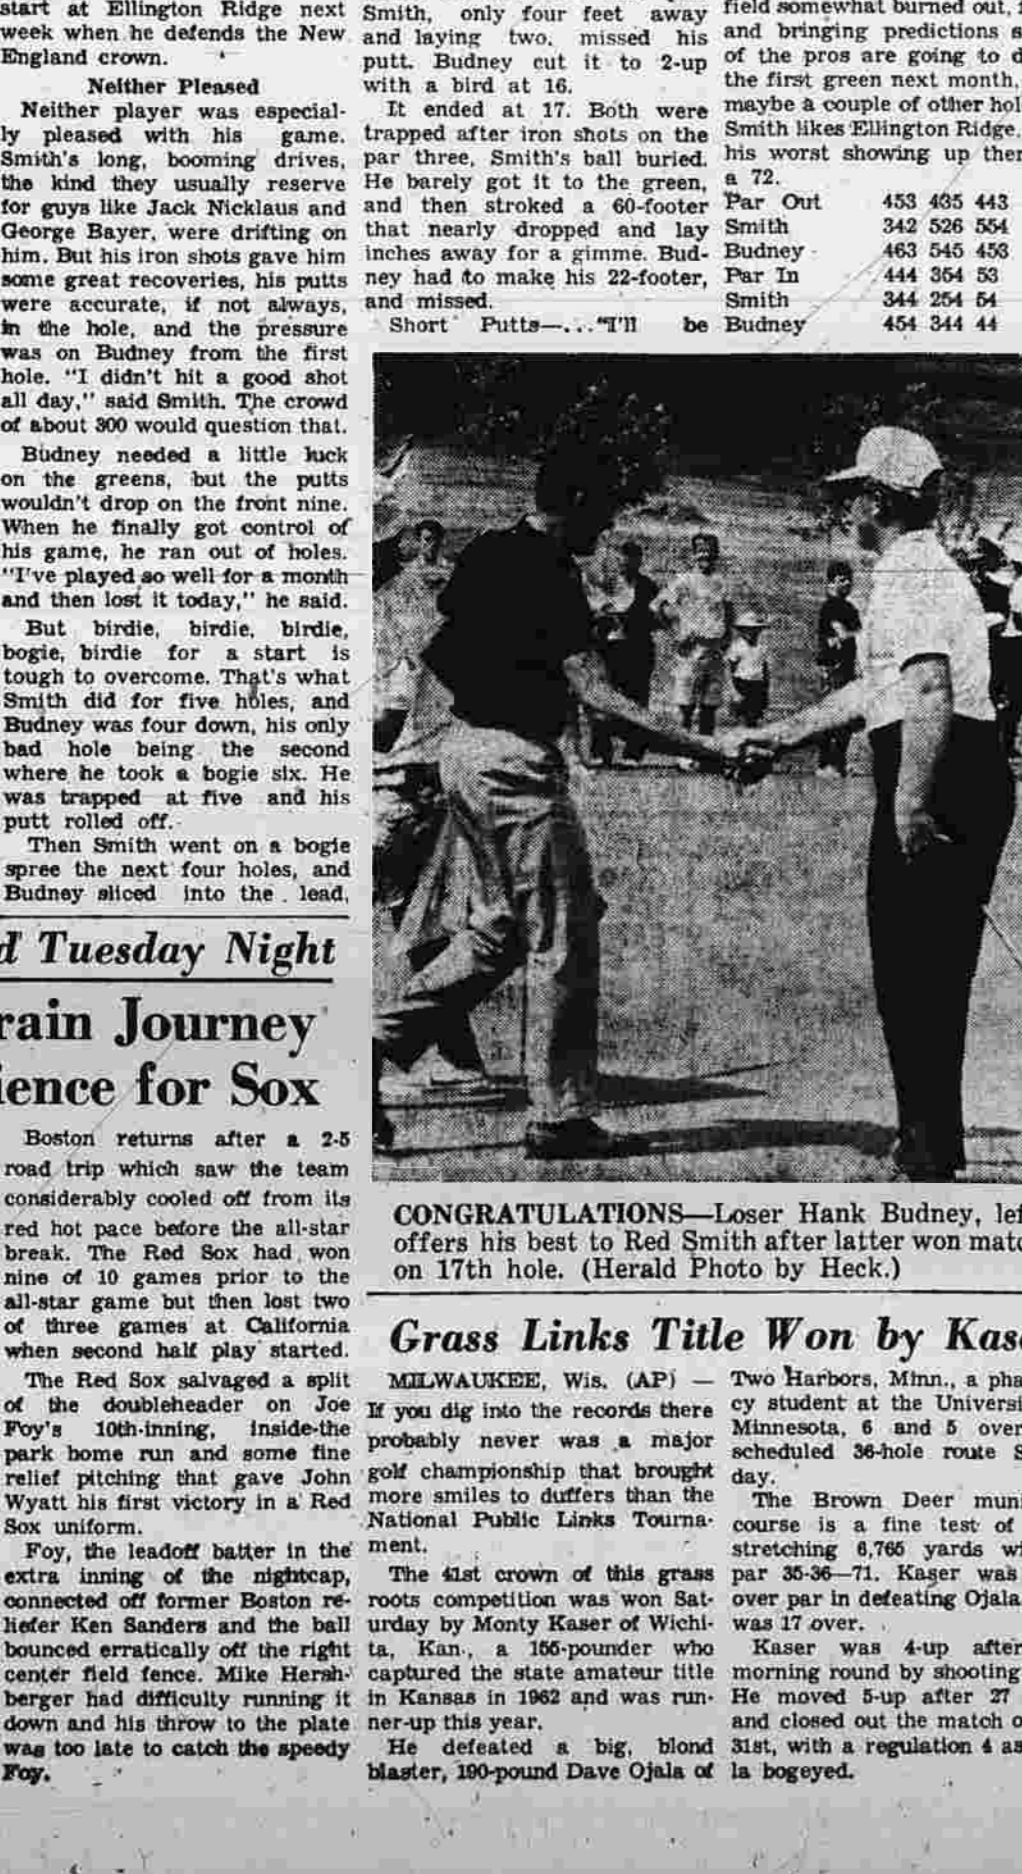 start at Ellington Ridge next
week when he defends the New
England crown.
Neither Pleased
Neither player was especial-
ly pleased with his game.
Smith's long, booming drives,
the kind they usually reserve
for guys like Jack Nicklaus and
George Bayer, were drifting on
him. But his iron shots gave him
some great recoveries, his putts
were accurate, if not always,
in the hole, and the pressure
was on Budney from the first
hole. "I didn't hit a good shot
all day," said Smith. The crowd
of about 300 would question that.
Budney needed a little luck
on the greens, but the putts
wouldn't drop on the front nine.
When he finally got control of
his game, he ran out of holes.
"I've played so well for a month
and then lost it today," he said.
But birdie, birdie, birdie,
bogie, birdie for a start is
tough to overcome. That's what
Smith did for five holes, and
Budney was four down, his only
bad hole being the second
where he took a bogie six. He
was trapped at five and his
putt rolled off.
Then Smith went on a bogie
spree the next four holes, and
Budney sliced into the lead,
Smith, only four feet away
and laying two, missed his
putt. Budney cut it to 2-up
with a bird at 16.
It ended at 17. Both were
trapped after iron shots on the
par three, Smith's ball buried.
He barely got it to the green,
and then stroked a 60-footer
that nearly dropped and lay
inches away for a gimme. Bud-
ney had to make his 22-footer,
and missed.
Short Putts—..."I'll be
field somewhat burned out,
and bringing predictions
of the pros are going to
the first green next month,
maybe a couple of other
Smith likes Ellington Ridge,
his worst showing up
a 72.
Par Out 453 435 443
Smith 342 526 554
Budney 463 545 453
Par In 444 354 53
Smith 344 254 54
Budney 454 344 44
CONGRATULATIONS—Loser Hank Budney,
offers his best to Red Smith after latter won
on 17th hole. (Herald Photo by Heck.)
d Tuesday Night
rain Journey
ience for Sox
Boston returns after a 2-5
road trip which saw the team
considerably cooled off from its
red hot pace before the all-star
break. The Red Sox had won
nine of 10 games prior to the
all-star game but then lost two
of three games at California
when second half play started.
The Red Sox salvaged a split
of the doubleheader on Joe
Foy's 10th-inning, inside-the
park home run and some fine
relief pitching that gave John
Wyatt his first victory in a Red
Sox uniform.
Foy, the leadoff batter in the
extra inning of the nightcap,
connected off former Boston re-
liefer Ken Sanders and the ball
bounced erratically off the right
center field fence. Mike Hersh-
berger had difficulty running it
down and his throw to the plate
was too late to catch the speedy
Foy.
Grass Links Title Won by Kas
MILWAUKEE, Wis. (AP) —
If you dig into the records there
probably never was a major
golf championship that brought
more smiles to duffers than the
National Public Links Tourna-
ment.
The 41st crown of this grass
roots competition was won Sat-
urday by Monty Kaser of Wichi-
ta, Kan., a 155-pounder who
captured the state amateur title
in Kansas in 1962 and was run-
ner-up this year.
He defeated a big, blond
blaster, 190-pound Dave Ojala of
Two Harbors, Minn., a pha
cy student at the Universi
Minnesota, 6 and 5 over
scheduled 36-hole route S
day.
The Brown Deer mun
course is a fine test of
stretching 6,765 yards wi
par 35-36—71. Kaser was
over par in defeating Ojala
was 17 over.
Kaser was 4-up after
morning round by shooting
He moved 5-up after 27
and closed out the match o
31st, with a regulation 4 as
la bogeyed.